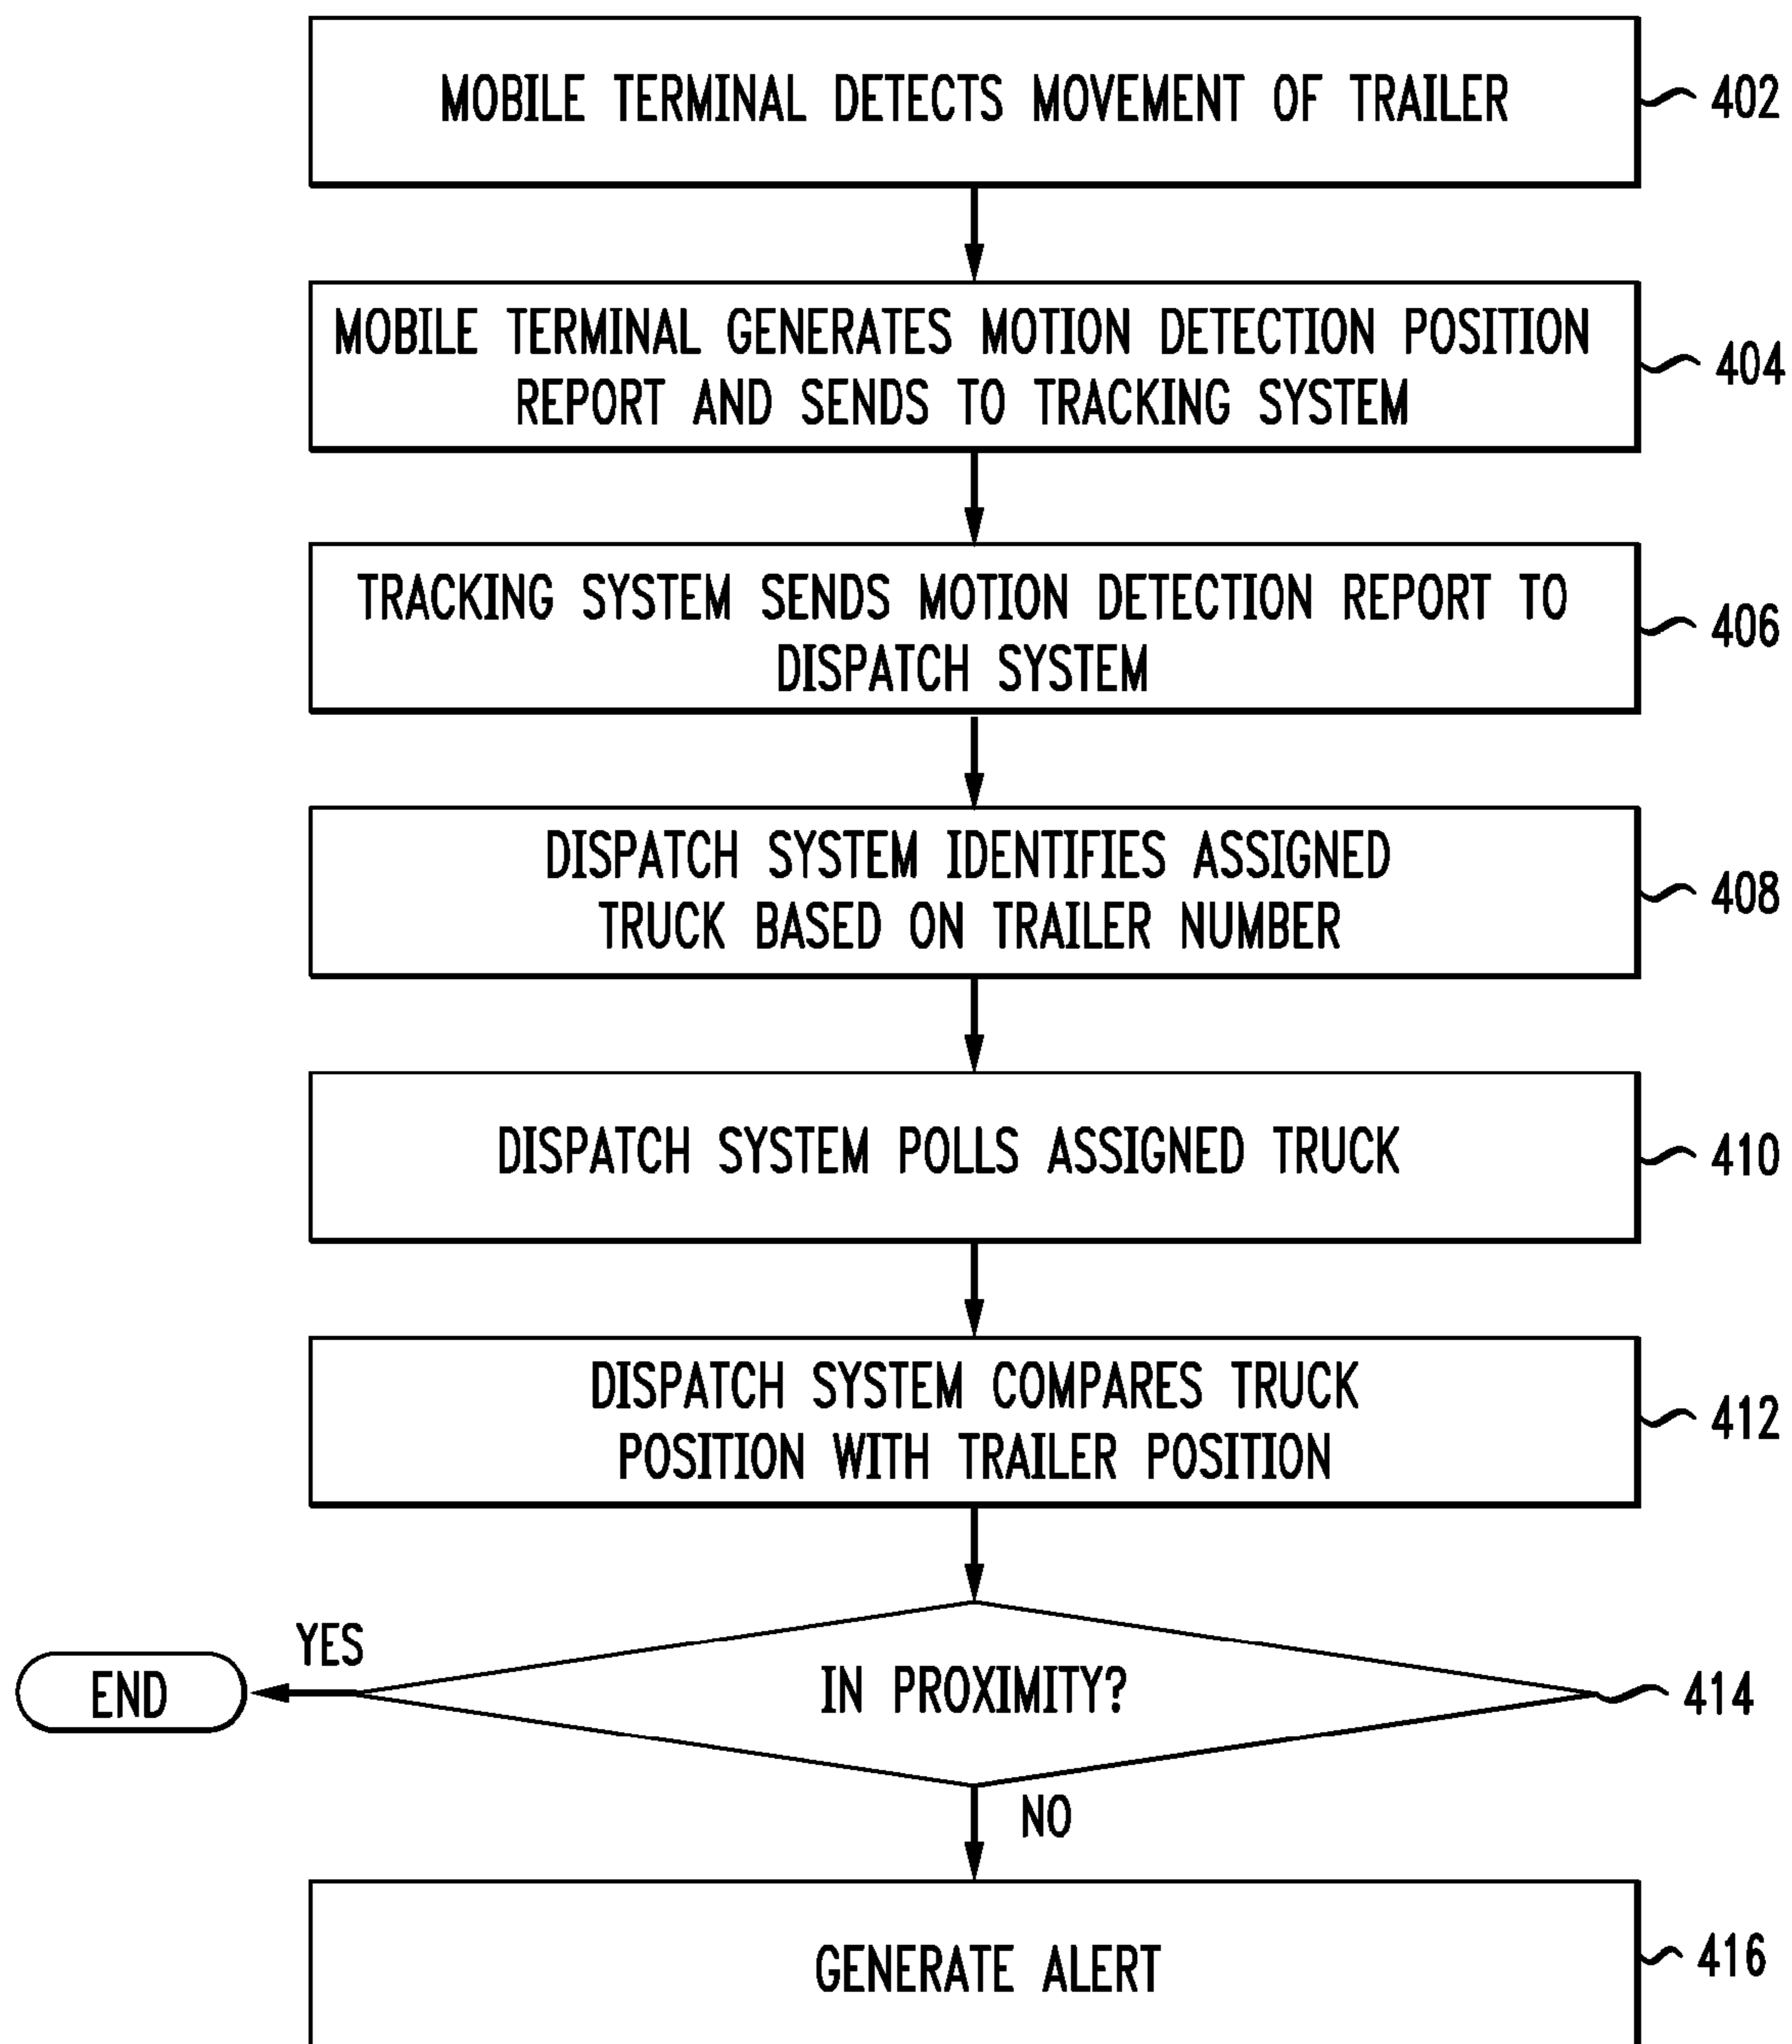 MOBILE TERMINAL DETECTS MOVEMENT OF TRAILER
402
MOBILE TERMINAL GENERATES MOTION DETECTION POSITION
REPORT AND SENDS TO TRACKING SYSTEM
404
TRACKING SYSTEM SENDS MOTION DETECTION REPORT TO
DISPATCH SYSTEM
406
DISPATCH SYSTEM IDENTIFIES ASSIGNED
TRUCK BASED ON TRAILER NUMBER
408
DISPATCH SYSTEM POLLS ASSIGNED TRUCK
410
DISPATCH SYSTEM COMPARES TRUCK
POSITION WITH TRAILER POSITION
412
YES
END
IN PROXIMITY?
414
NO
GENERATE ALERT
416